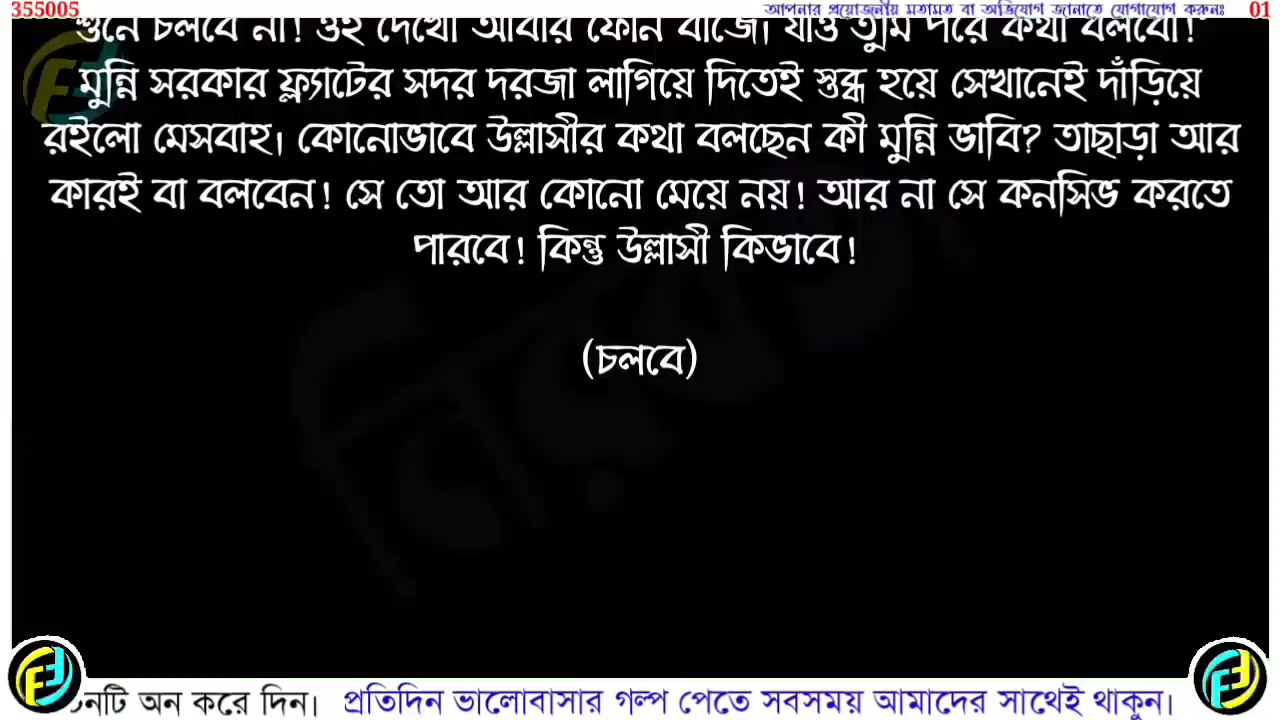 355005
আপনার প্রয়োজনীয় মতামত বা অভিযোগ জানাতে যোগাযোগ করুনঃ 01
শুনে চলবে না! ওই দেখো আবার ফোন বাজে। যাও তুমি পরে কথা বলবো!"
মুন্নি সরকার ফ্ল্যাটের সদর দরজা লাগিয়ে দিতেই স্তব্ধ হয়ে সেখানেই দাঁড়িয়ে
রইলো মেসবাহ। কোনোভাবে উল্লাসীর কথা বলছেন কী মুন্নি ভাবি? তাছাড়া আর
কারই বা বলবেন! সে তো আর কোনো মেয়ে নয়! আর না সে কনসিভ করতে
পারবে! কিন্তু উল্লাসী কিভাবে!
(চলবে)
নটি অন করে দিন। প্রতিদিন ভালোবাসার গল্প পেতে সবসময় আমাদের সাথেই থাকুন।